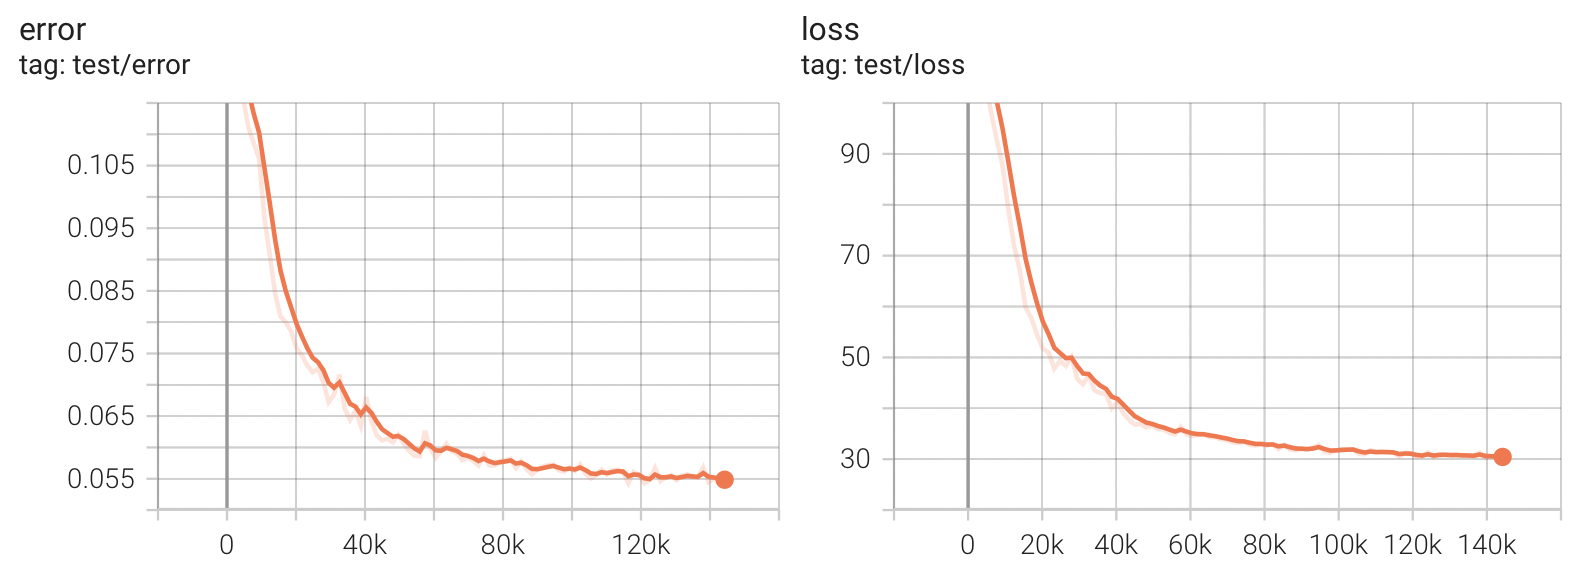 error
tag: test/error
0.105
0.095
0.085
0.075
0.065
0.055
0 40k 80k 120k
loss
tag: test/loss
90
70
50
30
0 20k 40k 60k 80k 100k 120k 140k